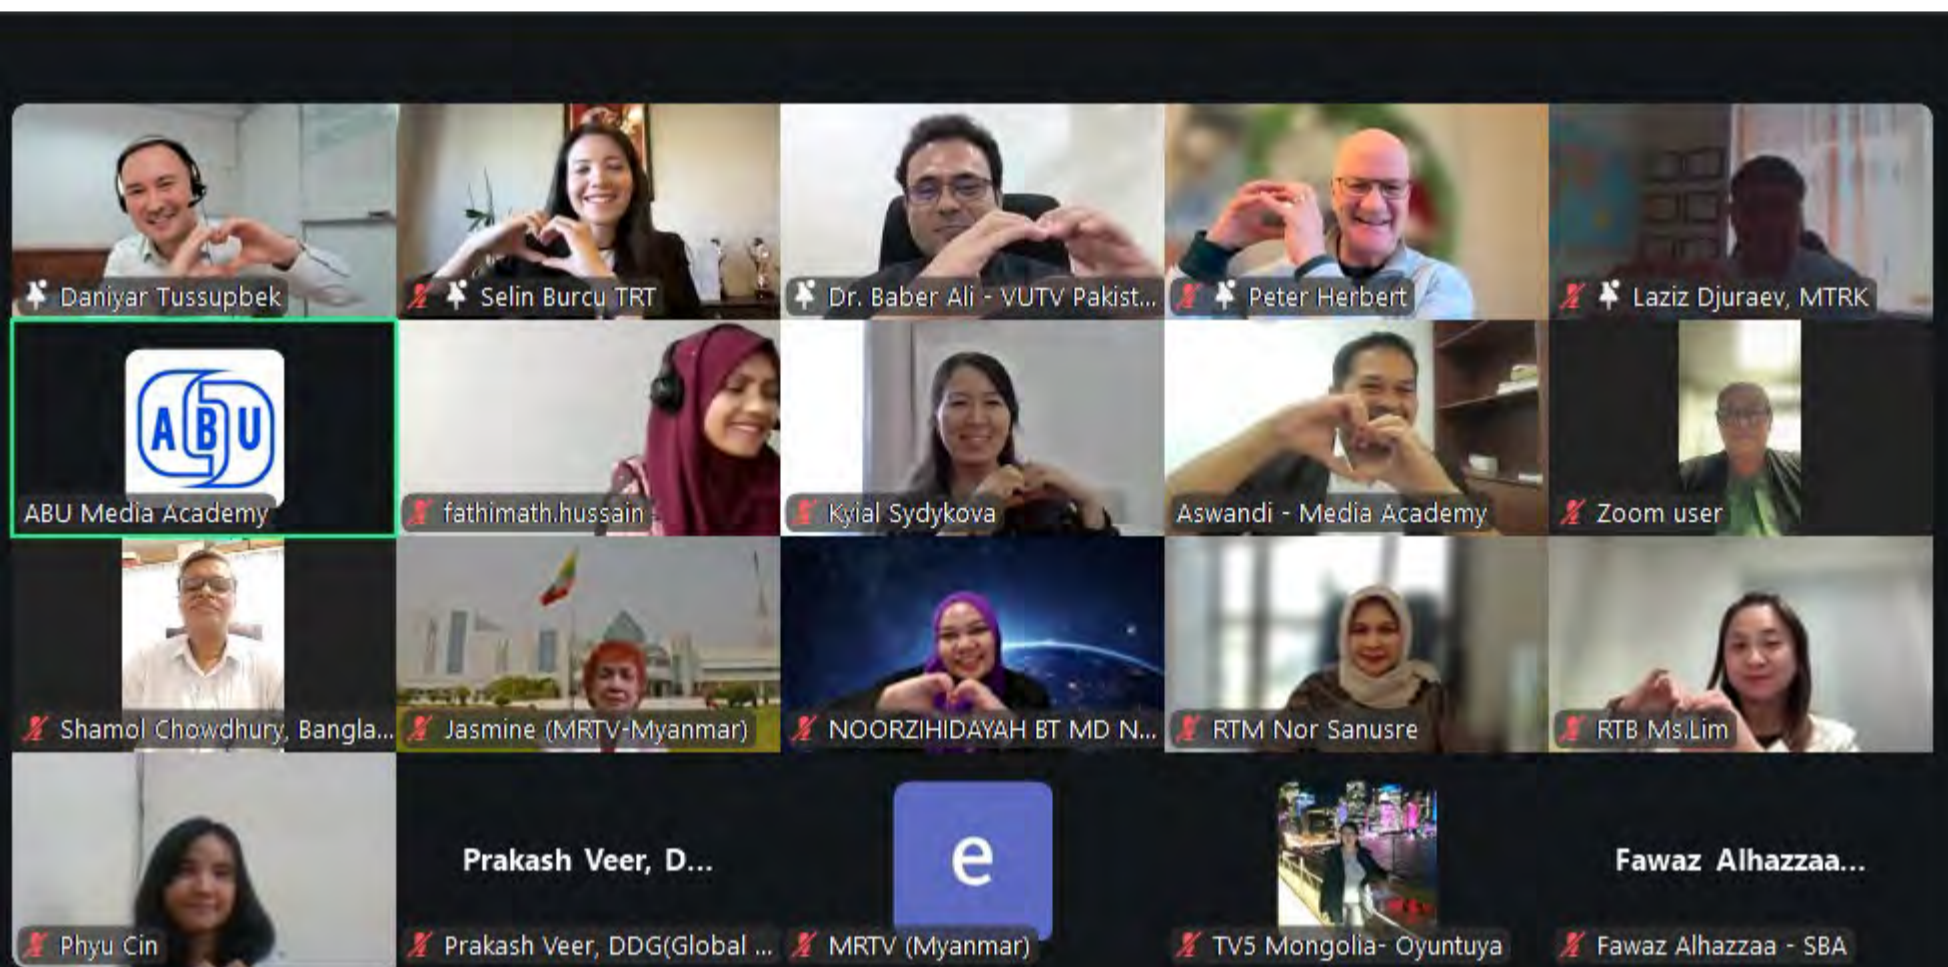 Daniyar Tussupbek
Selin Burcu TRT
Dr. Baber Ali - VUTV Pakist...
Peter Herbert
Laziz Djuraev, MTRK
ABU
ABU Media Academy
fathimath.hussain
Kyial Sydykova
Aswandi - Media Academy
Zoom user
Shamol Chowdhury, Bangla...
Jasmine (MRTV-Myanmar)
NOORZIHIDAYAH BT MD N...
RTM Nor Sanusre
RTB Ms.Lim
Phyu Cin
Prakash Veer, D...
Prakash Veer, DDG(Global ...
e
MRTV (Myanmar)
TV5 Mongolia- Oyuntuya
Fawaz Alhazzaa...
Fawaz Alhazzaa - SBA